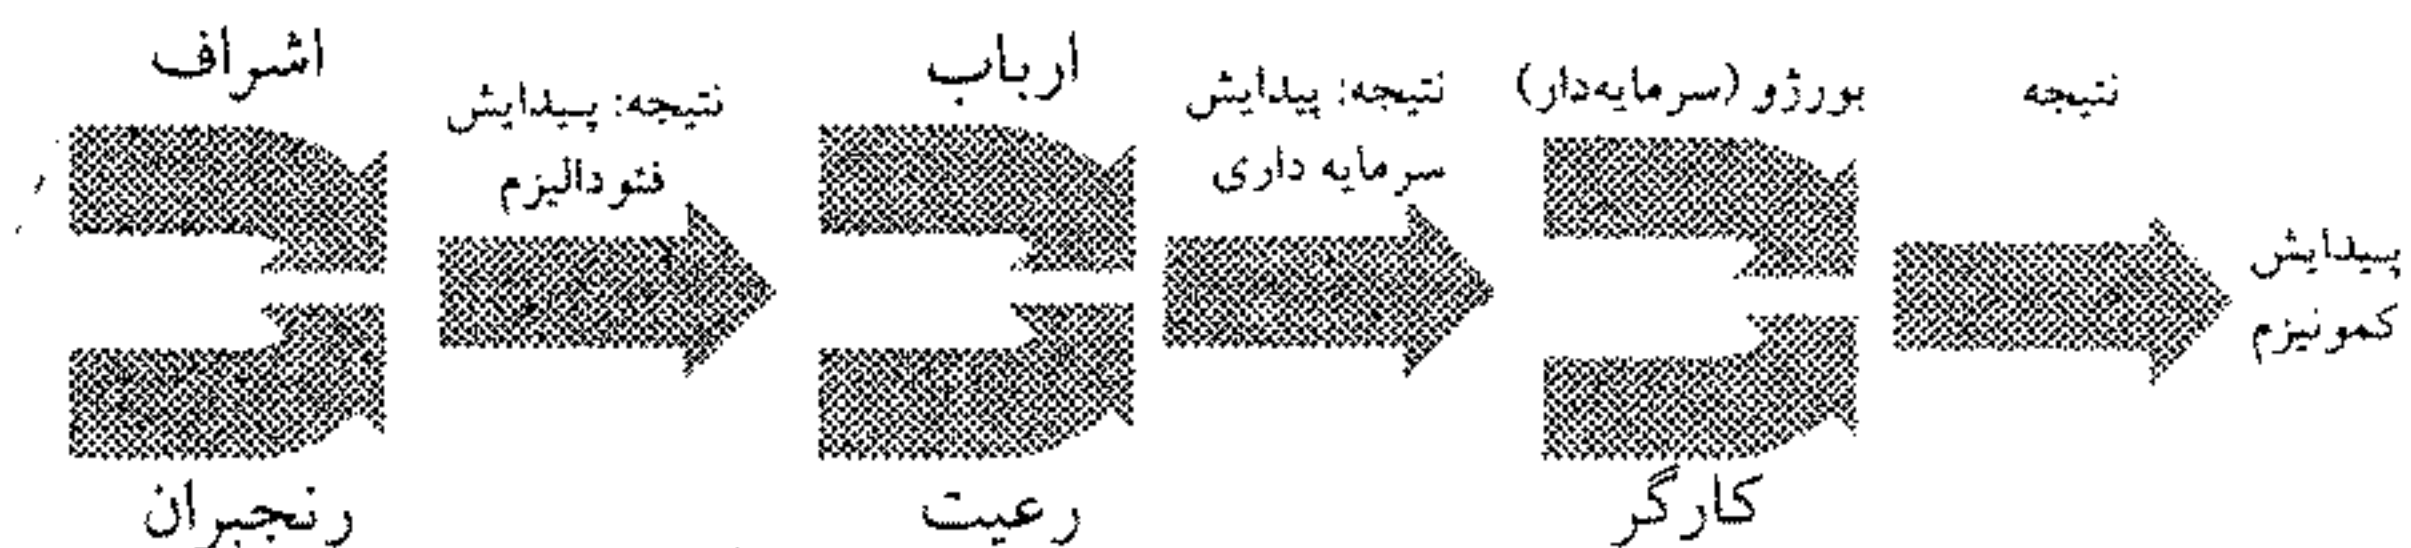 اشراف
رنجبران
نتیجه: پیدایش
فئودالیزم
ارباب
رعیت
نتیجه: پیدایش
سرمایه داری
بورژو (سرمایه‌دار)
کارگر
نتیجه
پیدایش
کمونیزم